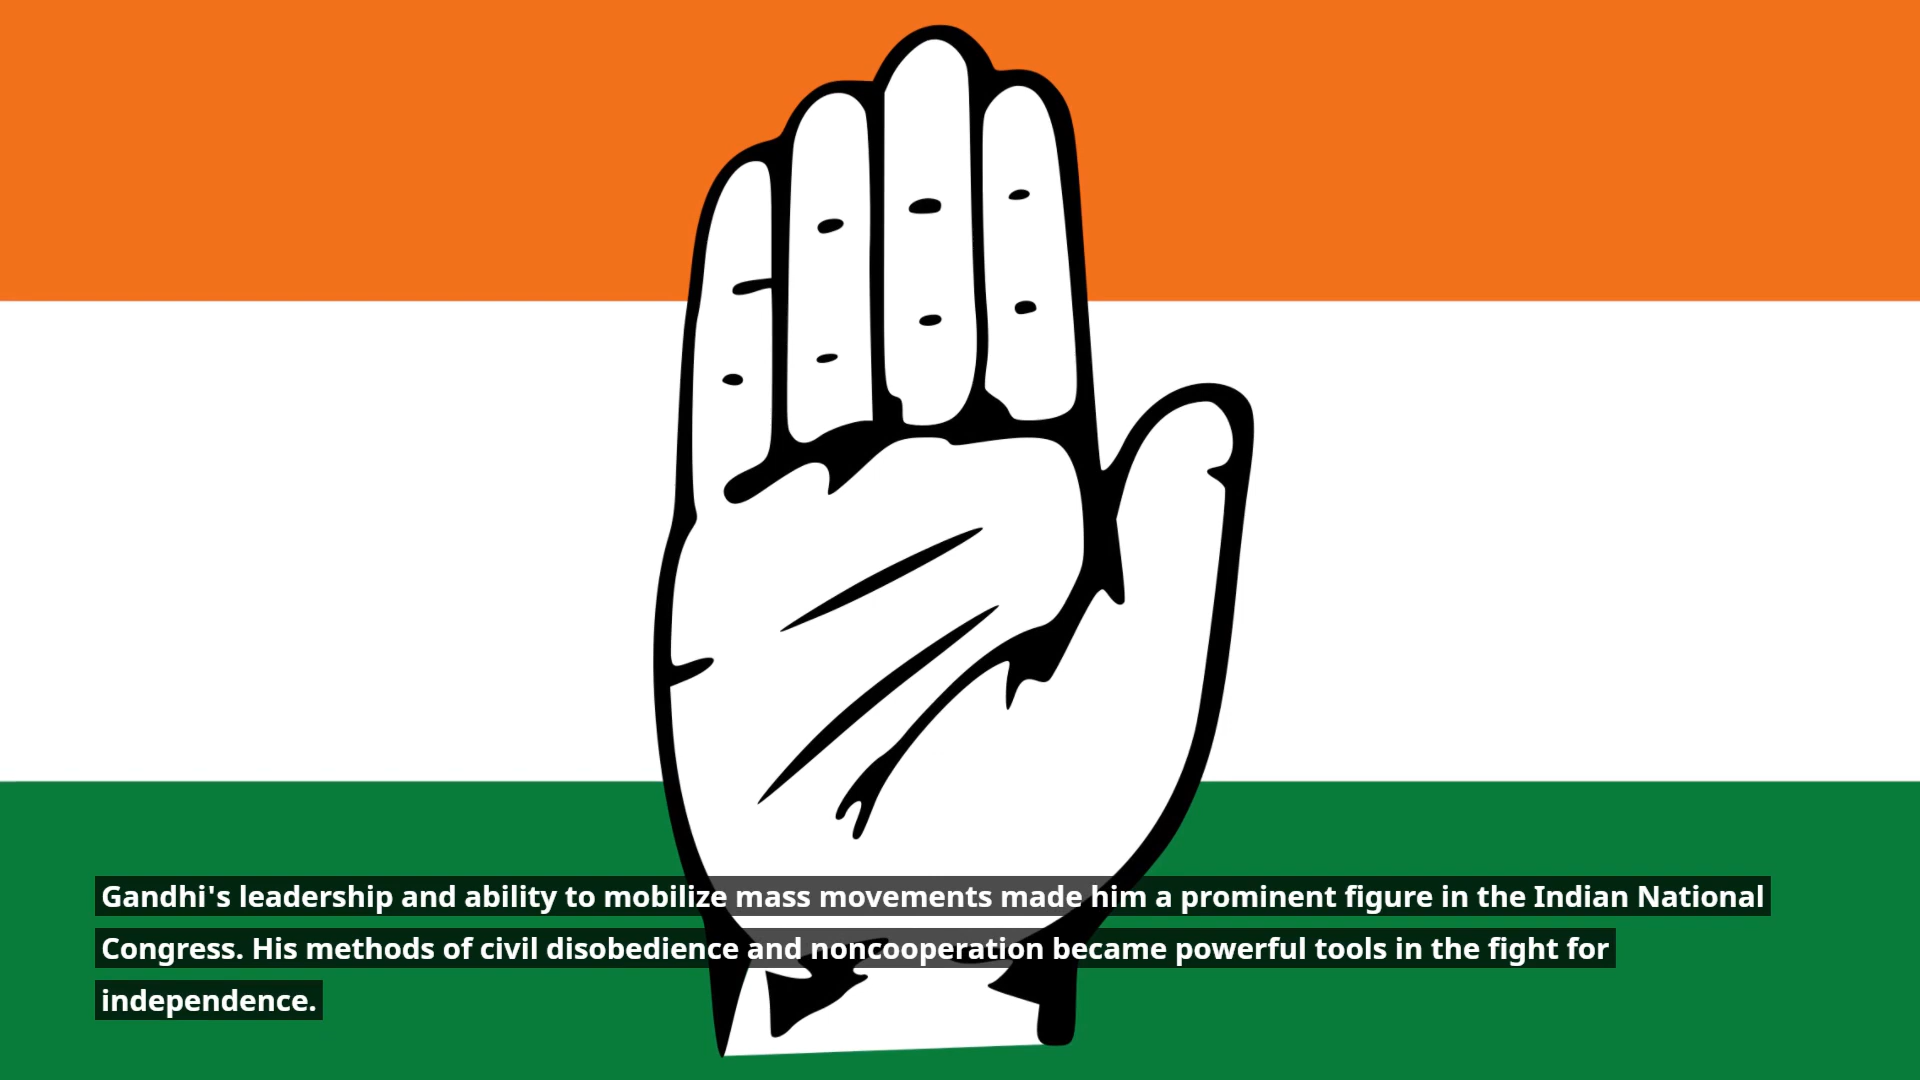 Gandhi's leadership and ability to mobilize mass movements made him a prominent figure in the Indian National
Congress. His methods of civil disobedience and noncooperation became powerful tools in the fight for
independence.